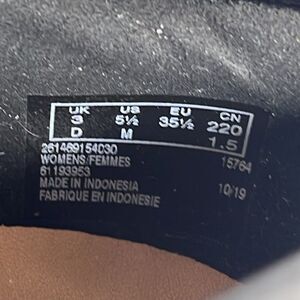 UK US EU CN
3 5½ 35½ 220
D M 1.5
261469154030
WOMENS/FEMMES 15764
61193953
MADE IN INDONESIA 10/19
FABRIQUE EN INDONESIE